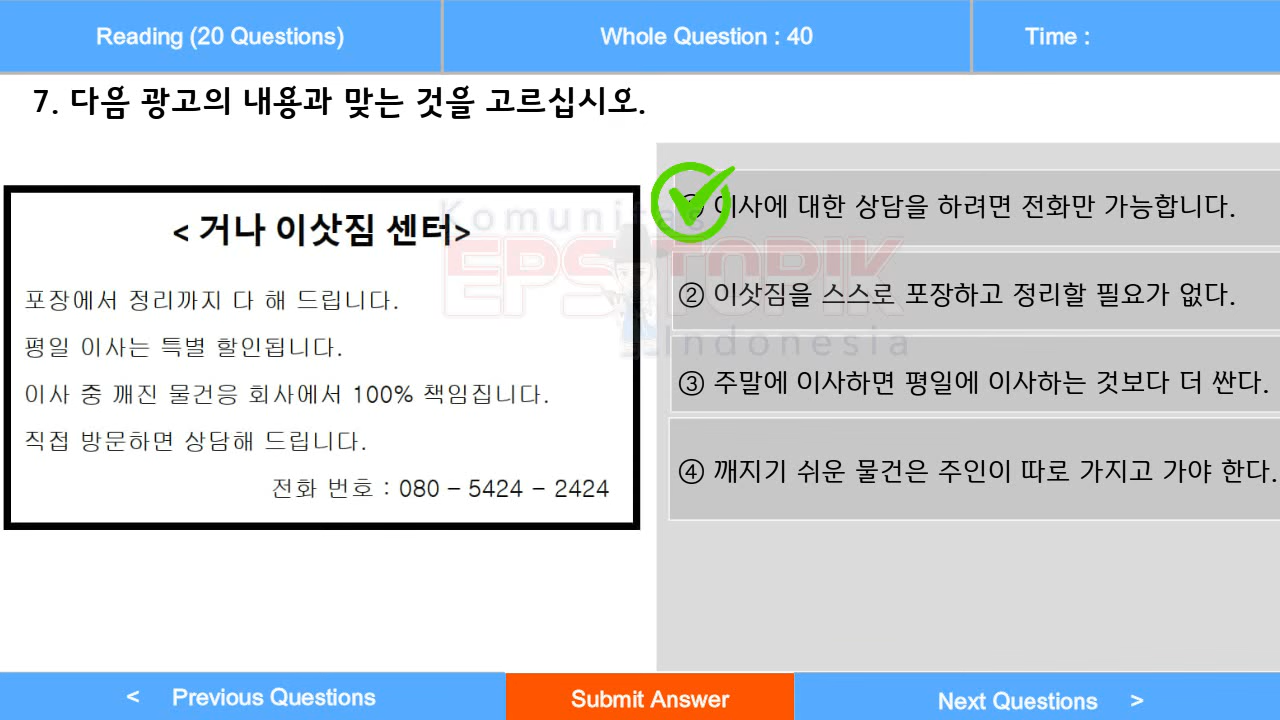 Reading (20 Questions)
Whole Question : 40
Time :
7. 다음 광고의 내용과 맞는 것을 고르십시오.
< 거나 이삿짐 센터>
포장에서 정리까지 다 해 드립니다.
평일 이사는 특별 할인됩니다.
이사 중 깨진 물건응 회사에서 100% 책임집니다.
직접 방문하면 상담해 드립니다.
전화 번호 : 080 – 5424 – 2424
① 이사에 대한 상담을 하려면 전화만 가능합니다.
② 이삿짐을 스스로 포장하고 정리할 필요가 없다.
③ 주말에 이사하면 평일에 이사하는 것보다 더 싼다.
④ 깨지기 쉬운 물건은 주인이 따로 가지고 가야 한다.
Komunitas
EPS TOPIK
Indonesia
< Previous Questions
Submit Answer
Next Questions >